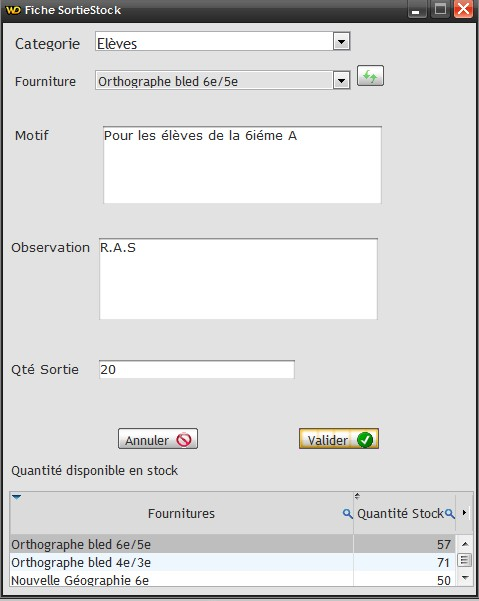 WD Fiche SortieStock
Categorie Elèves
Fourniture Orthographe bled 6e/5e
Motif Pour les élèves de la 6iéme A
Observation R.A.S
Qté Sortie 20
Annuler Valider
Quantité disponible en stock
Fournitures Quantité Stock
Orthographe bled 6e/5e 57
Orthographe bled 4e/3e 71
Nouvelle Géographie 6e 50